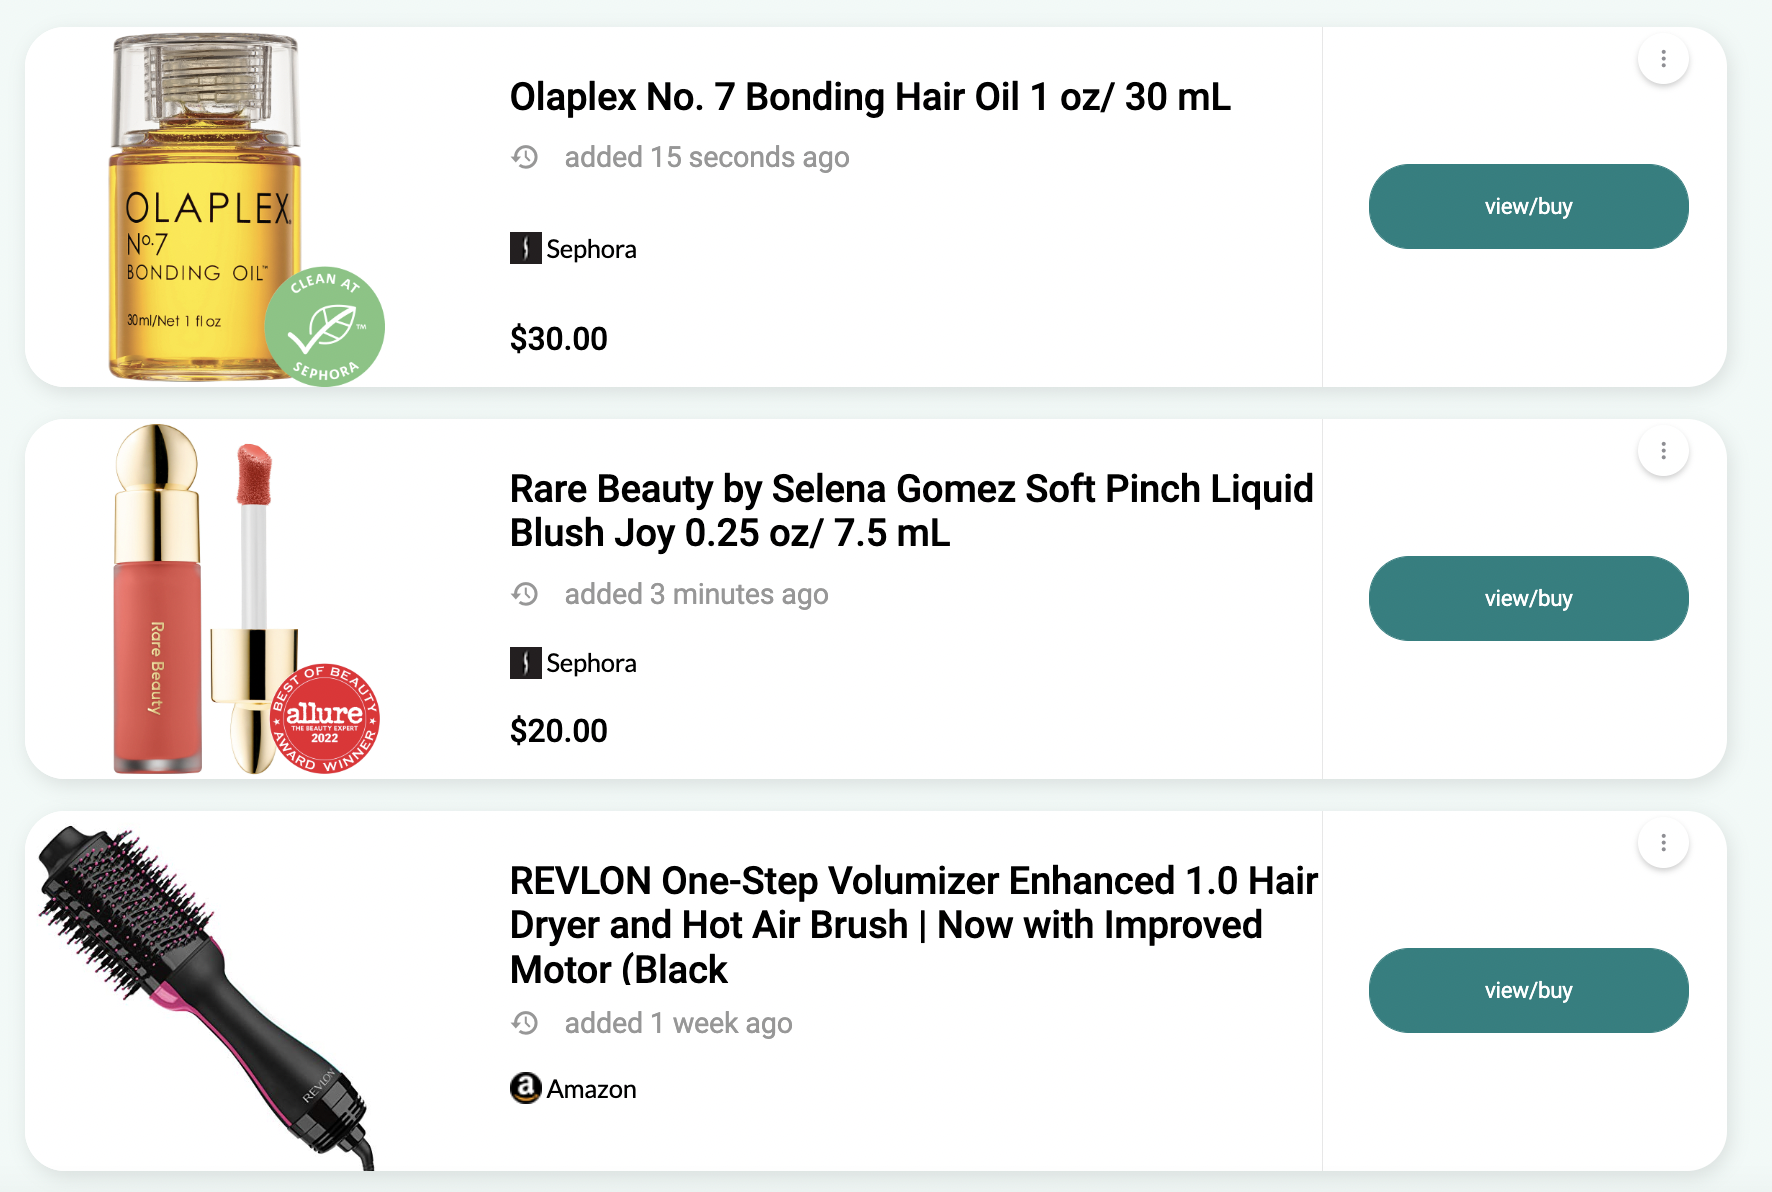 OLAPLEX
Nº.7
BONDING OIL™
30ml/Net 1 fl oz
CLEAN AT
SEPHORA
™
Olaplex No. 7 Bonding Hair Oil 1 oz/ 30 mL
added 15 seconds ago
Sephora
$30.00
view/buy
Rare Beauty
BEST OF BEAUTY
allure
THE BEAUTY EXPERT
2022
AWARD WINNER
Rare Beauty by Selena Gomez Soft Pinch Liquid
Blush Joy 0.25 oz/ 7.5 mL
added 3 minutes ago
Sephora
$20.00
view/buy
REVLON
REVLON One-Step Volumizer Enhanced 1.0 Hair
Dryer and Hot Air Brush | Now with Improved
Motor (Black
added 1 week ago
a Amazon
view/buy